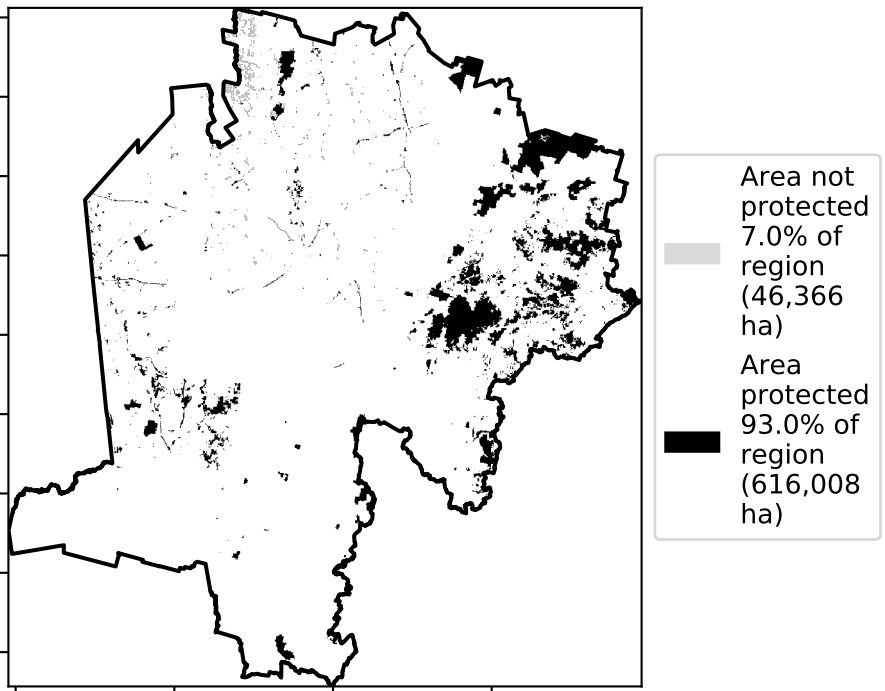 Area not
protected
7.0% of
region
(46,366
ha)
Area
protected
93.0% of
region
(616,008
ha)